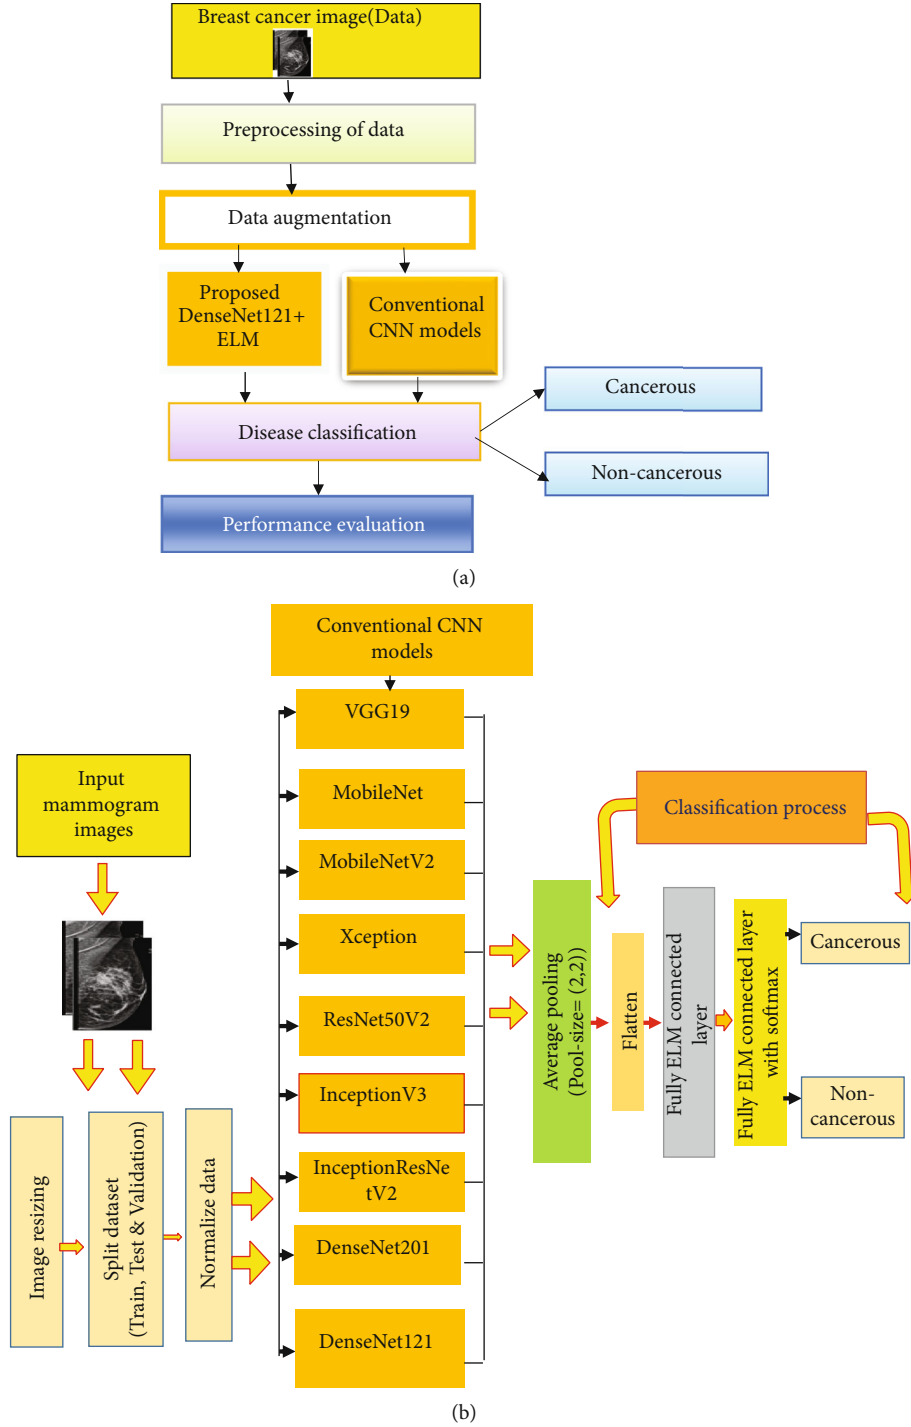 Breast cancer image(Data)
Preprocessing of data
Data augmentation
Proposed
DenseNet121+
ELM
Conventional
CNN models
Disease classification
Cancerous
Non-cancerous
Performance evaluation
(a)
Conventional CNN
models
Input
mammogram
images
Image resizing
Split dataset
(Train, Test & Validation)
Normalize data
VGG19
MobileNet
MobileNetV2
Xception
ResNet50V2
InceptionV3
InceptionResNe
tV2
DenseNet201
DenseNet121
Classification process
Average pooling
(Pool-size= (2,2))
Flatten
Fully ELM connected
layer
Fully ELM connected layer
with softmax
Cancerous
Non-
cancerous
(b)